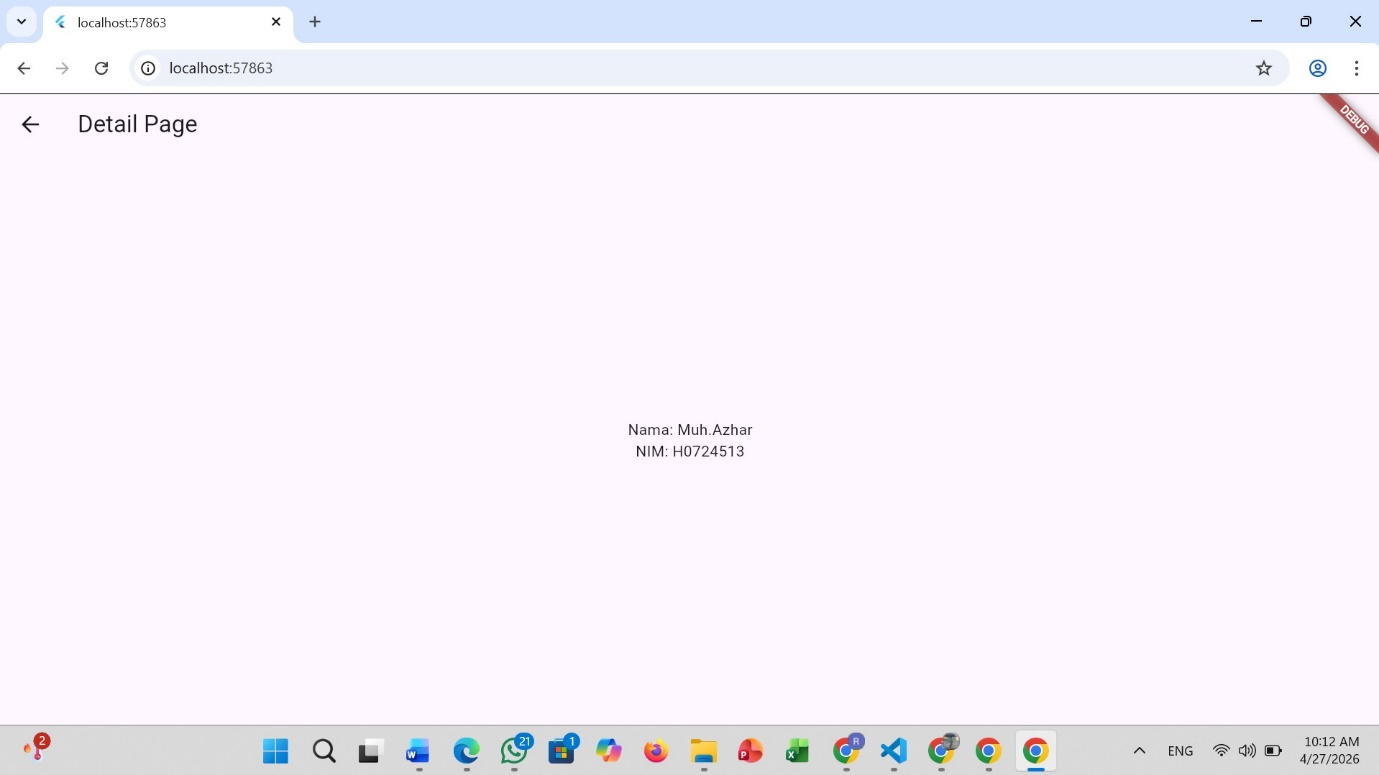 localhost:57863
localhost:57863
Detail Page
DEBUG
Nama: Muh.Azhar
NIM: H0724513
2
W
21
1
P
X
R
ENG
10:12 AM
4/27/2026